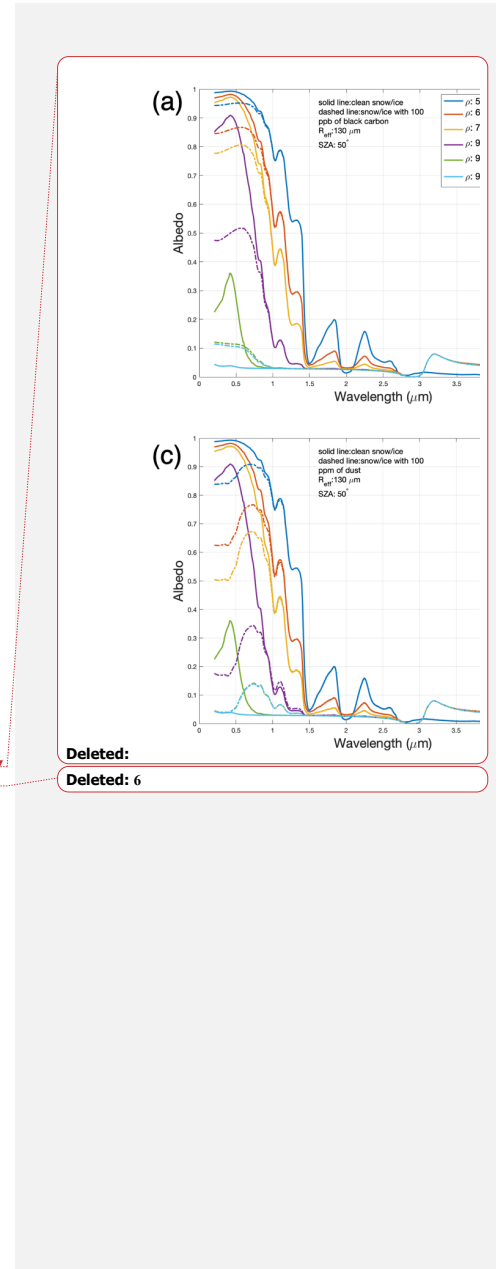 (a)
solid line:clean snow/ice
dashed line:snow/ice with 100
ppb of black carbon
R_eff:130 μm
SZA: 50°
ρ: 5
ρ: 6
ρ: 7
ρ: 9
ρ: 9
ρ: 9
1
0.9
0.8
0.7
0.6
0.5
0.4
0.3
0.2
0.1
0
Albedo
0 0.5 1 1.5 2 2.5 3 3.5
Wavelength (μm)
(c)
solid line:clean snow/ice
dashed line:snow/ice with 100
ppm of dust
R_eff:130 μm
SZA: 50°
1
0.9
0.8
0.7
0.6
0.5
0.4
0.3
0.2
0.1
0
Albedo
0 0.5 1 1.5 2 2.5 3 3.5
Wavelength (μm)
Deleted:
Deleted: 6